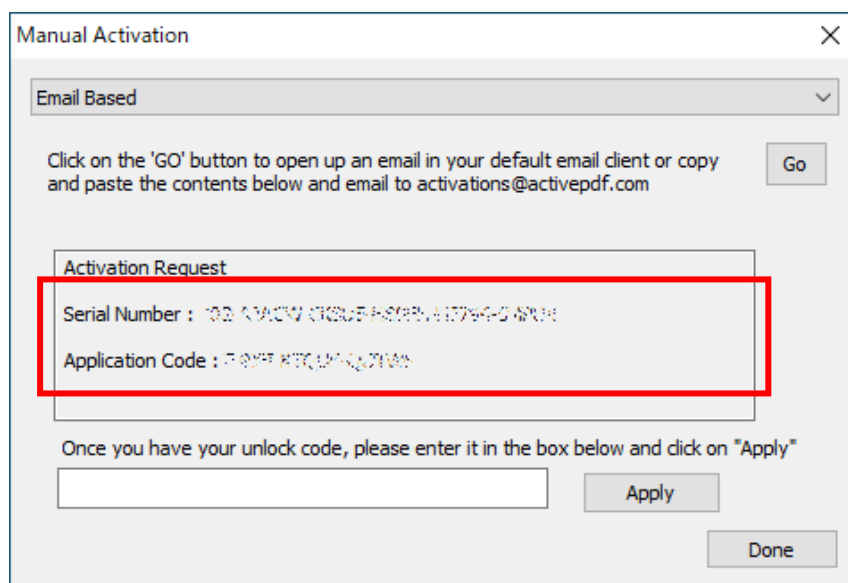 Manual Activation
Email Based
Click on the 'GO' button to open up an email in your default email client or copy
and paste the contents below and email to activations@activepdf.com
Go
Activation Request
Serial Number :
Application Code :
Once you have your unlock code, please enter it in the box below and click on "Apply"
Apply
Done